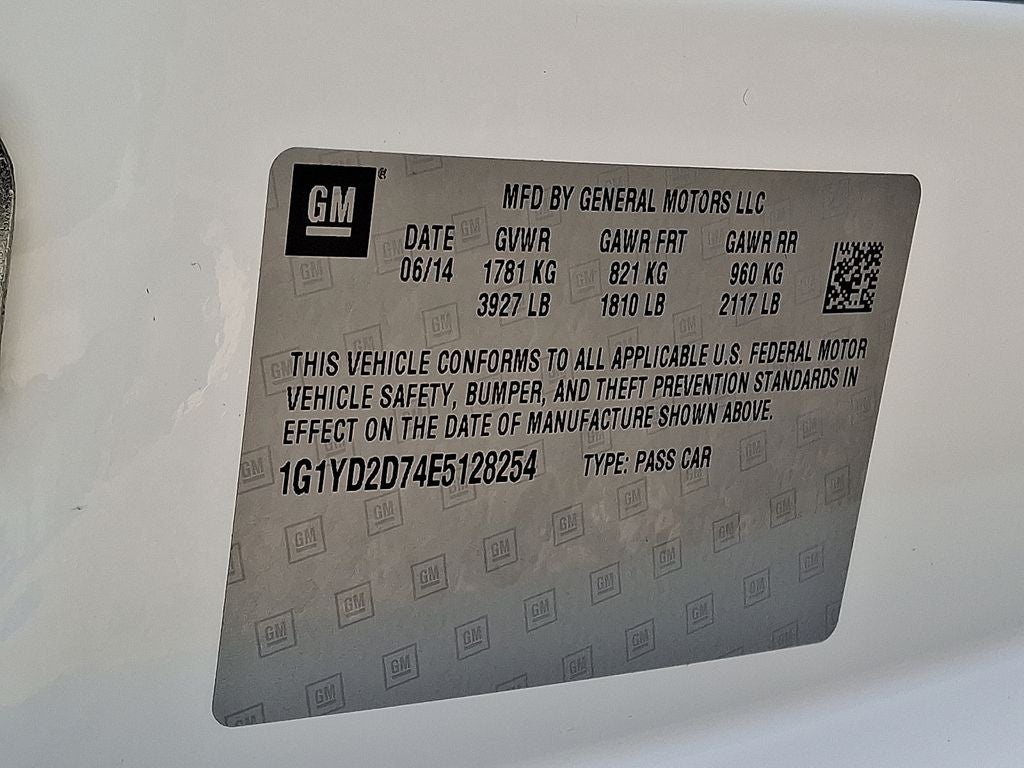 GM®
MFD BY GENERAL MOTORS LLC
DATE GVWR GAWR FRT GAWR RR
06/14 1781 KG 821 KG 960 KG
3927 LB 1810 LB 2117 LB
THIS VEHICLE CONFORMS TO ALL APPLICABLE U.S. FEDERAL MOTOR
VEHICLE SAFETY, BUMPER, AND THEFT PREVENTION STANDARDS IN
EFFECT ON THE DATE OF MANUFACTURE SHOWN ABOVE.
1G1YD2D74E5128254 TYPE: PASS CAR